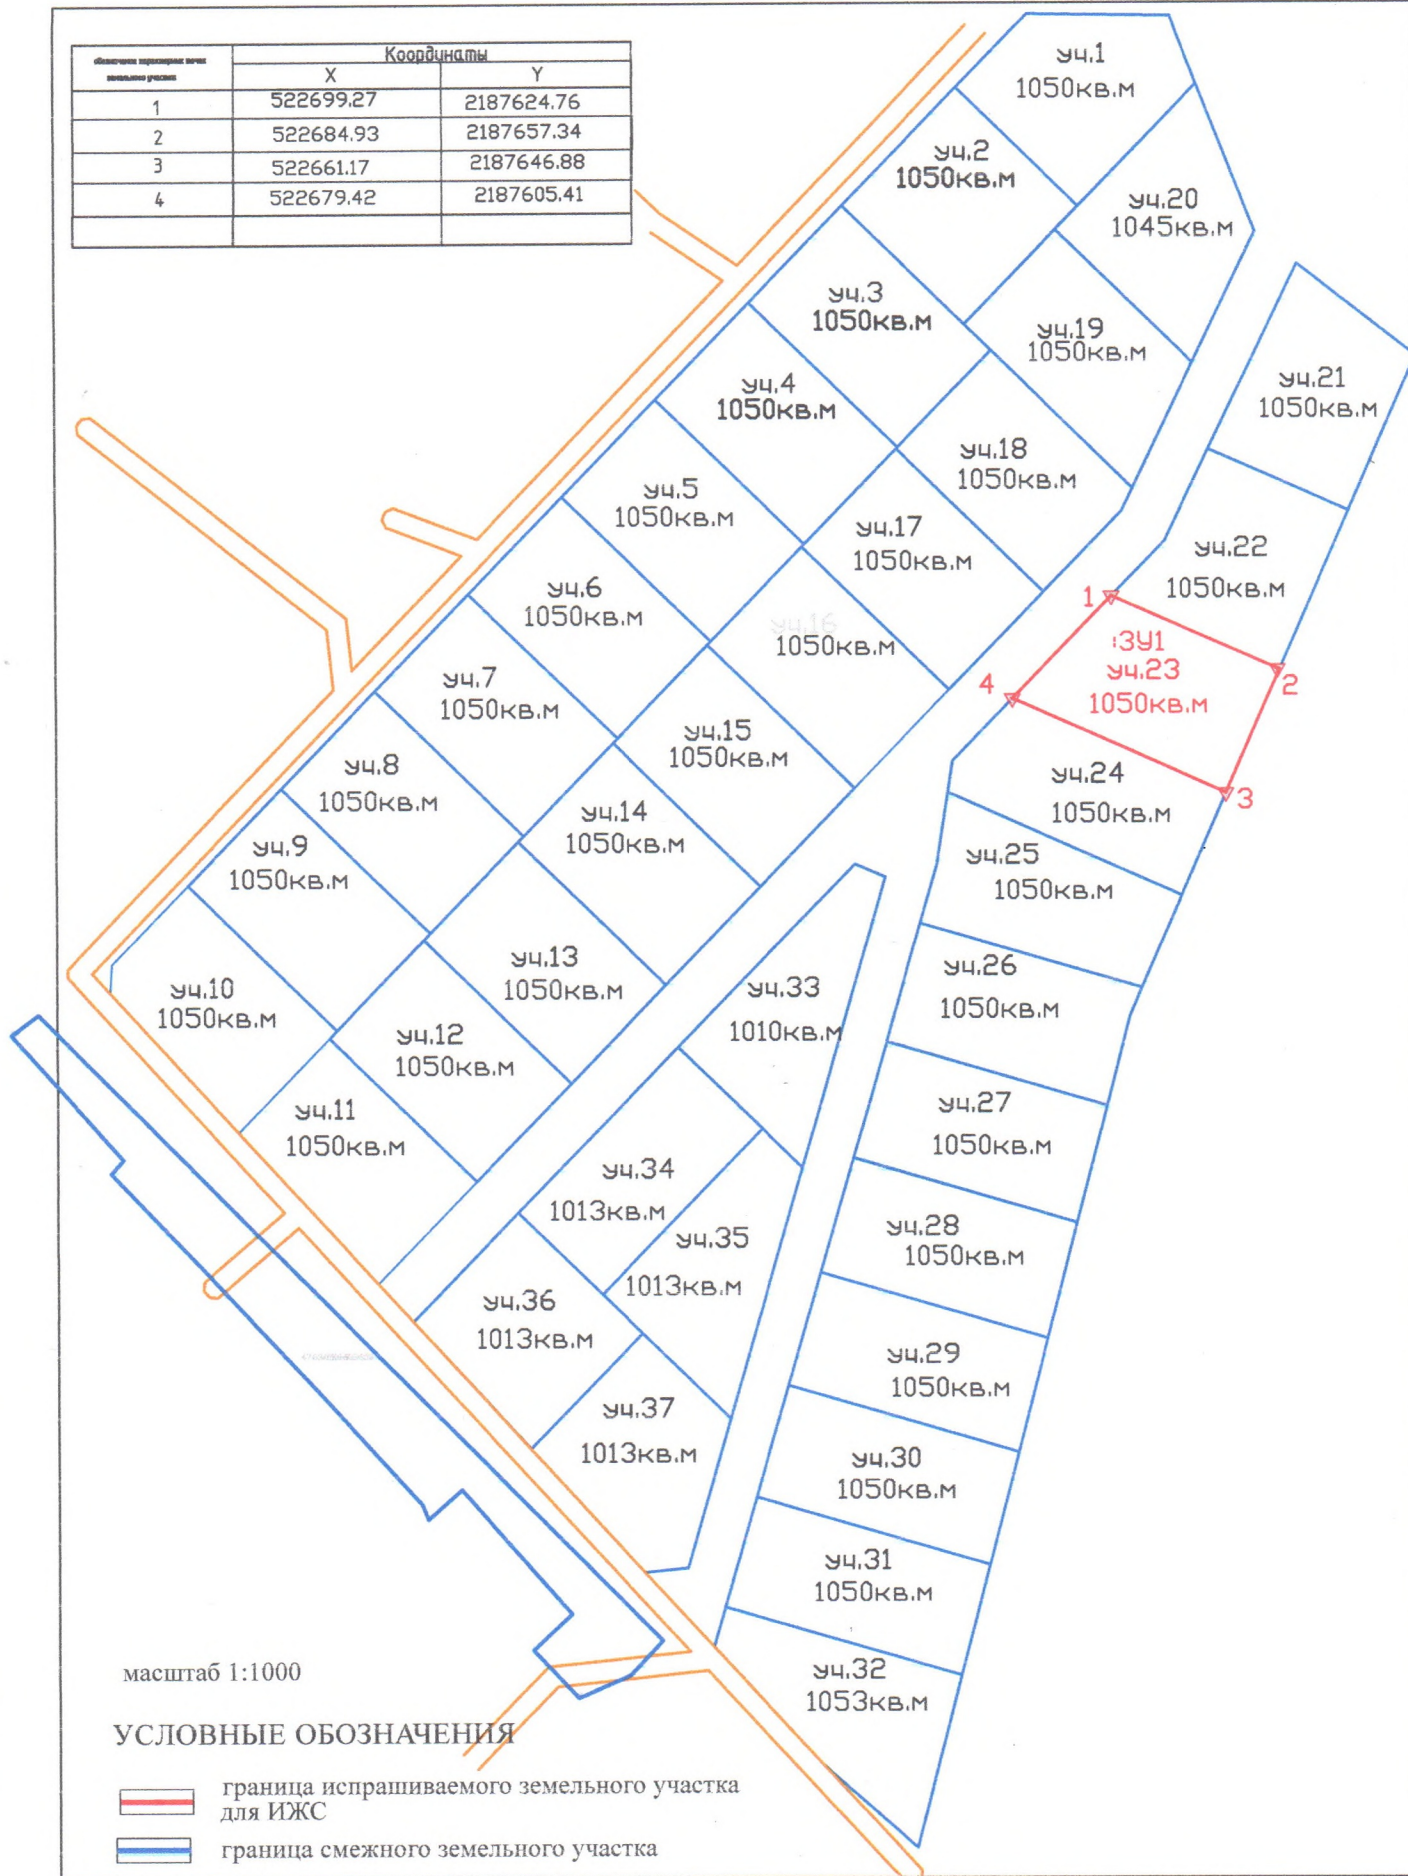 Координаты
X Y
1 522699.27 2187624.76
2 522684.93 2187657.34
3 522661.17 2187646.88
4 522679.42 2187605.41
уч.1
1050кв.м
уч.2
1050кв.м
уч.20
1045кв.м
уч.3
1050кв.м
уч.19
1050кв.м
уч.4
1050кв.м
уч.21
1050кв.м
уч.18
1050кв.м
уч.5
1050кв.м
уч.17
1050кв.м
уч.22
1050кв.м
уч.6
1050кв.м
уч.16
1050кв.м
1
:ЗУ1
уч.23
1050кв.м
4
2
3
уч.7
1050кв.м
уч.15
1050кв.м
уч.8
1050кв.м
уч.24
1050кв.м
уч.14
1050кв.м
уч.9
1050кв.м
уч.25
1050кв.м
уч.13
1050кв.м
уч.26
1050кв.м
уч.33
1010кв.м
уч.10
1050кв.м
уч.12
1050кв.м
уч.11
1050кв.м
уч.27
1050кв.м
уч.34
1013кв.м
уч.35
1013кв.м
уч.28
1050кв.м
уч.36
1013кв.м
уч.29
1050кв.м
уч.37
1013кв.м
уч.30
1050кв.м
уч.31
1050кв.м
уч.32
1053кв.м
масштаб 1:1000
УСЛОВНЫЕ ОБОЗНАЧЕНИЯ
граница испрашиваемого земельного участка
для ИЖС
граница смежного земельного участка